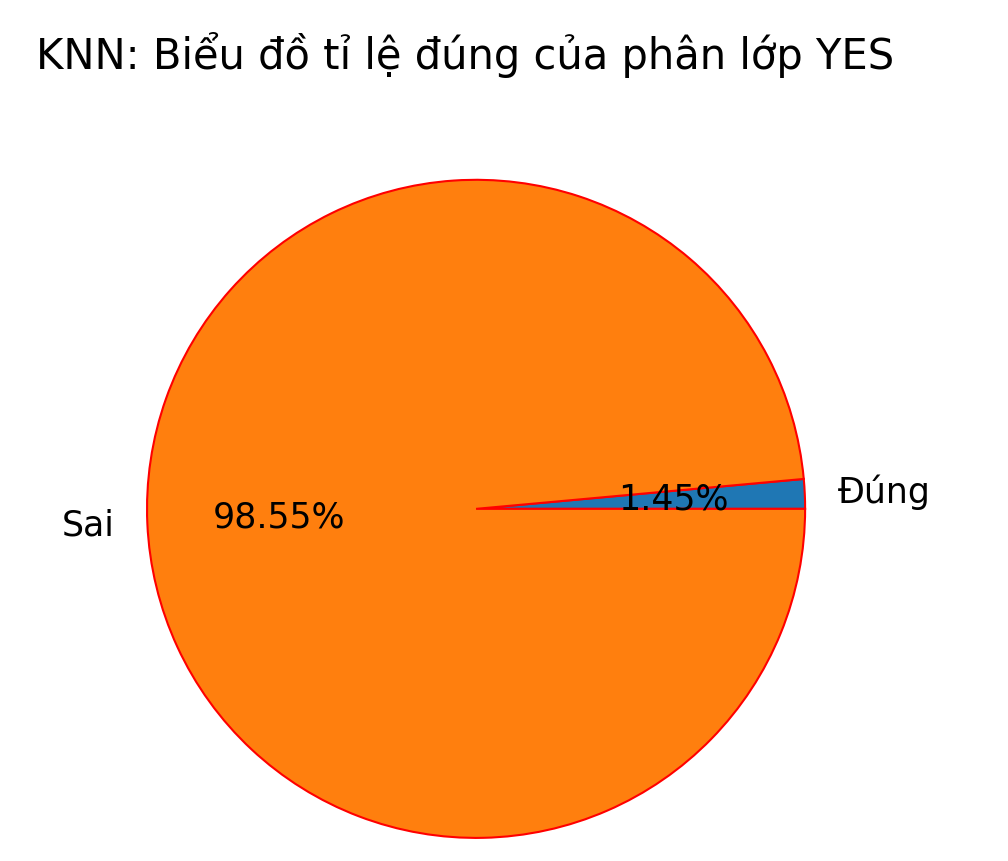 KNN: Biểu đồ tỉ lệ đúng của phân lớp YES
1.45%
Đúng
98.55%
Sai